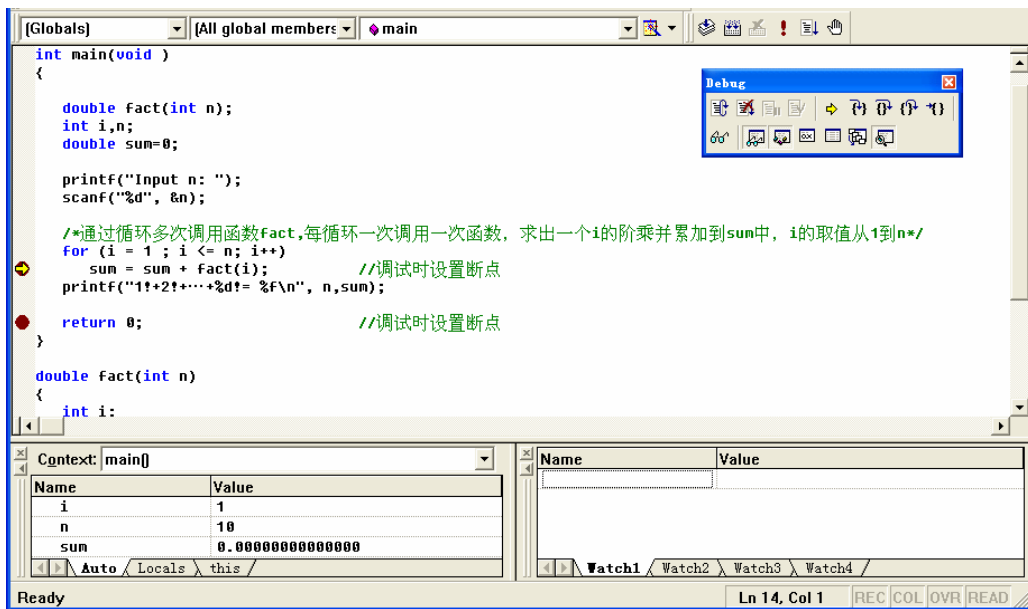 (Globals) (All global members main
int main(void )
{
double fact(int n);
int i,n;
double sum=0;
printf("Input n: ");
scanf("%d", &n);
/*通过循环多次调用函数fact,每循环一次调用一次函数，求出一个i的阶乘并累加到sum中，i的取值从1到n*/
for (i = 1 ; i <= n; i++)
sum = sum + fact(i); //调试时设置断点
printf("1!+2!+…+%d!= %f\n", n,sum);
return 0; //调试时设置断点
}
double fact(int n)
{
int i:
Debug
Context: main()
Name Value
i 1
n 10
sum 0.00000000000000
Auto Locals this
Name Value
Watch1 Watch2 Watch3 Watch4
Ready Ln 14, Col 1 REC COL OVR READ